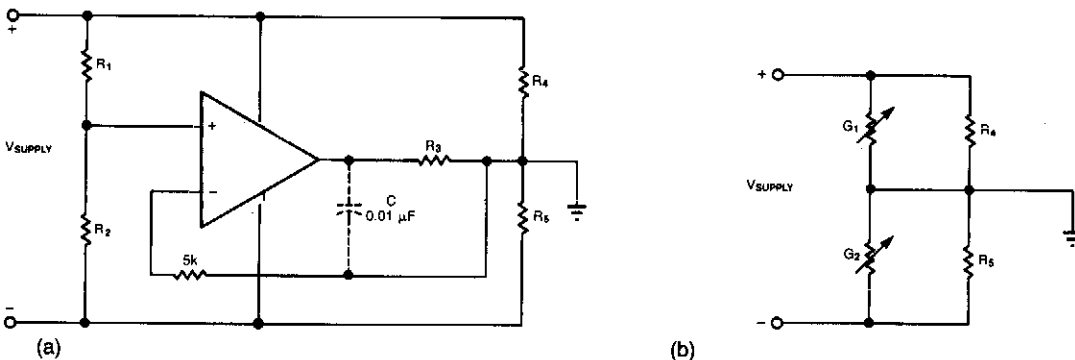 +
R₁
R₄
+
R₃
VSUPPLY
−
C
0.01 µF
R₂
R₅
5k
−
(a)
+
G₁
R₄
VSUPPLY
G₂
R₅
−
(b)